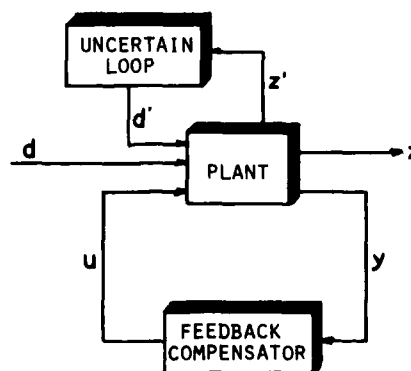 UNCERTAIN
LOOP
z'
d'
d
PLANT
z
u
y
FEEDBACK
COMPENSATOR